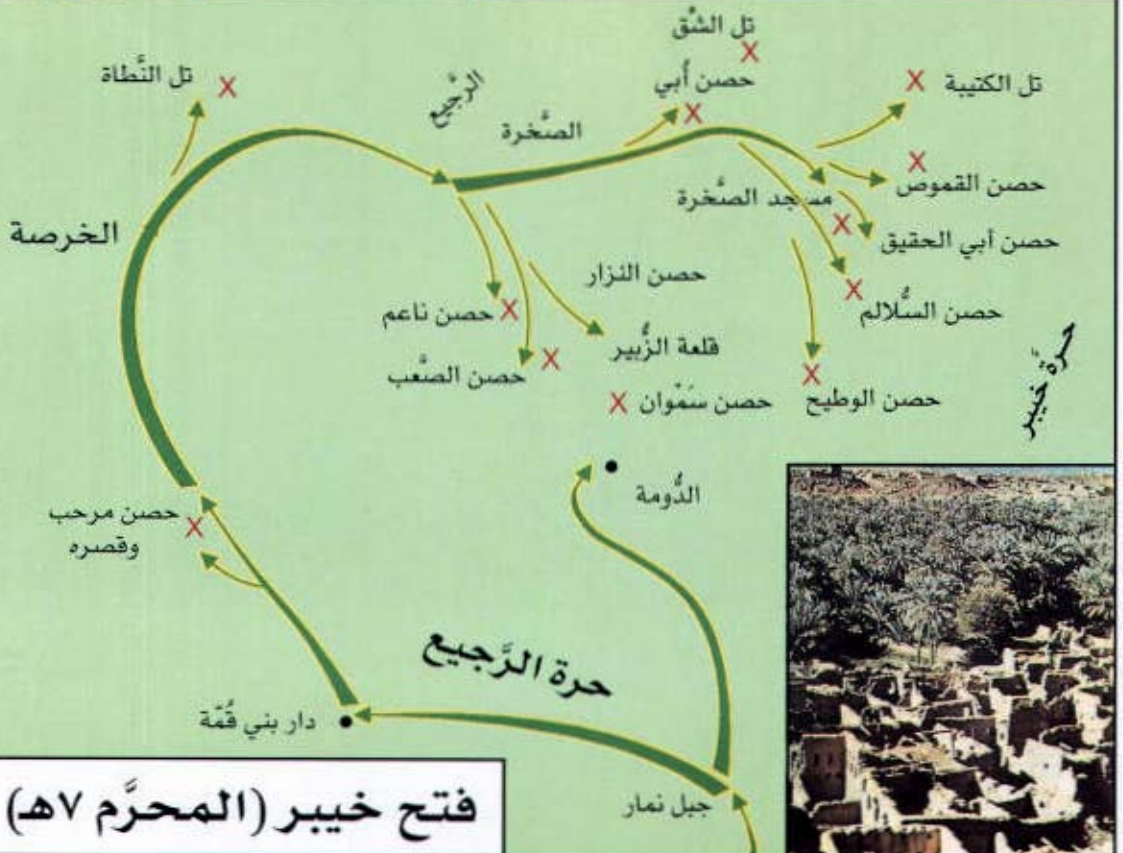 تل الشَّق
تل النَّطاة
الرَّجيع
حصن أُبي
تل الكتيبة
الصَّخرة
حصن القموص
مسجد الصَّخرة
الخرصة
حصن أبي الحقيق
حصن النزار
حصن ناعم
حصن السُّلالم
قلعة الزُّبير
حصن الصَّعب
حصن سَمْوان
حصن الوطيح
حرَّة خيبر
الدُّومة
حصن مرحب
وقصره
حرة الرَّجيع
دار بني قُمّة
جبل نمار
فتح خيبر (المحرَّم ٧هـ)